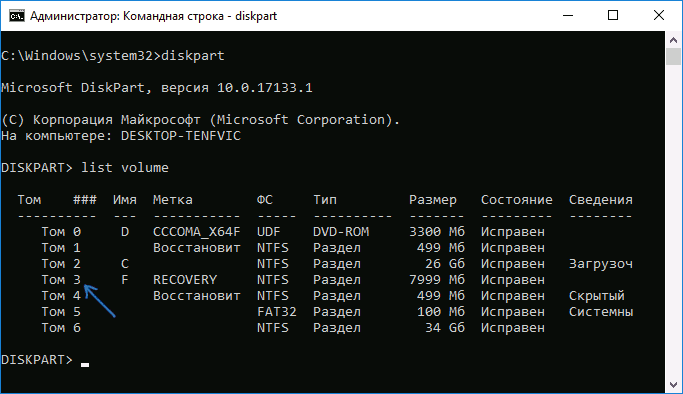 Администратор: Командная строка - diskpart
C:\Windows\system32>diskpart
Microsoft DiskPart, версия 10.0.17133.1
(C) Корпорация Майкрософт (Microsoft Corporation).
На компьютере: DESKTOP-TENFVIC
DISKPART> list volume
Том ### Имя Метка ФС Тип Размер Состояние Сведения
---------- --- ----------- ----- ---------- ------- --------- --------
Том 0 D CCCOMA_X64F UDF DVD-ROM 3300 Мб Исправен
Том 1 Восстановит NTFS Раздел 499 Мб Исправен
Том 2 C NTFS Раздел 26 Gб Исправен Загрузоч
Том 3 F RECOVERY NTFS Раздел 7999 Мб Исправен
Том 4 Восстановит NTFS Раздел 499 Мб Исправен Скрытый
Том 5 FAT32 Раздел 100 Мб Исправен Системны
Том 6 NTFS Раздел 34 Gб Исправен
DISKPART>